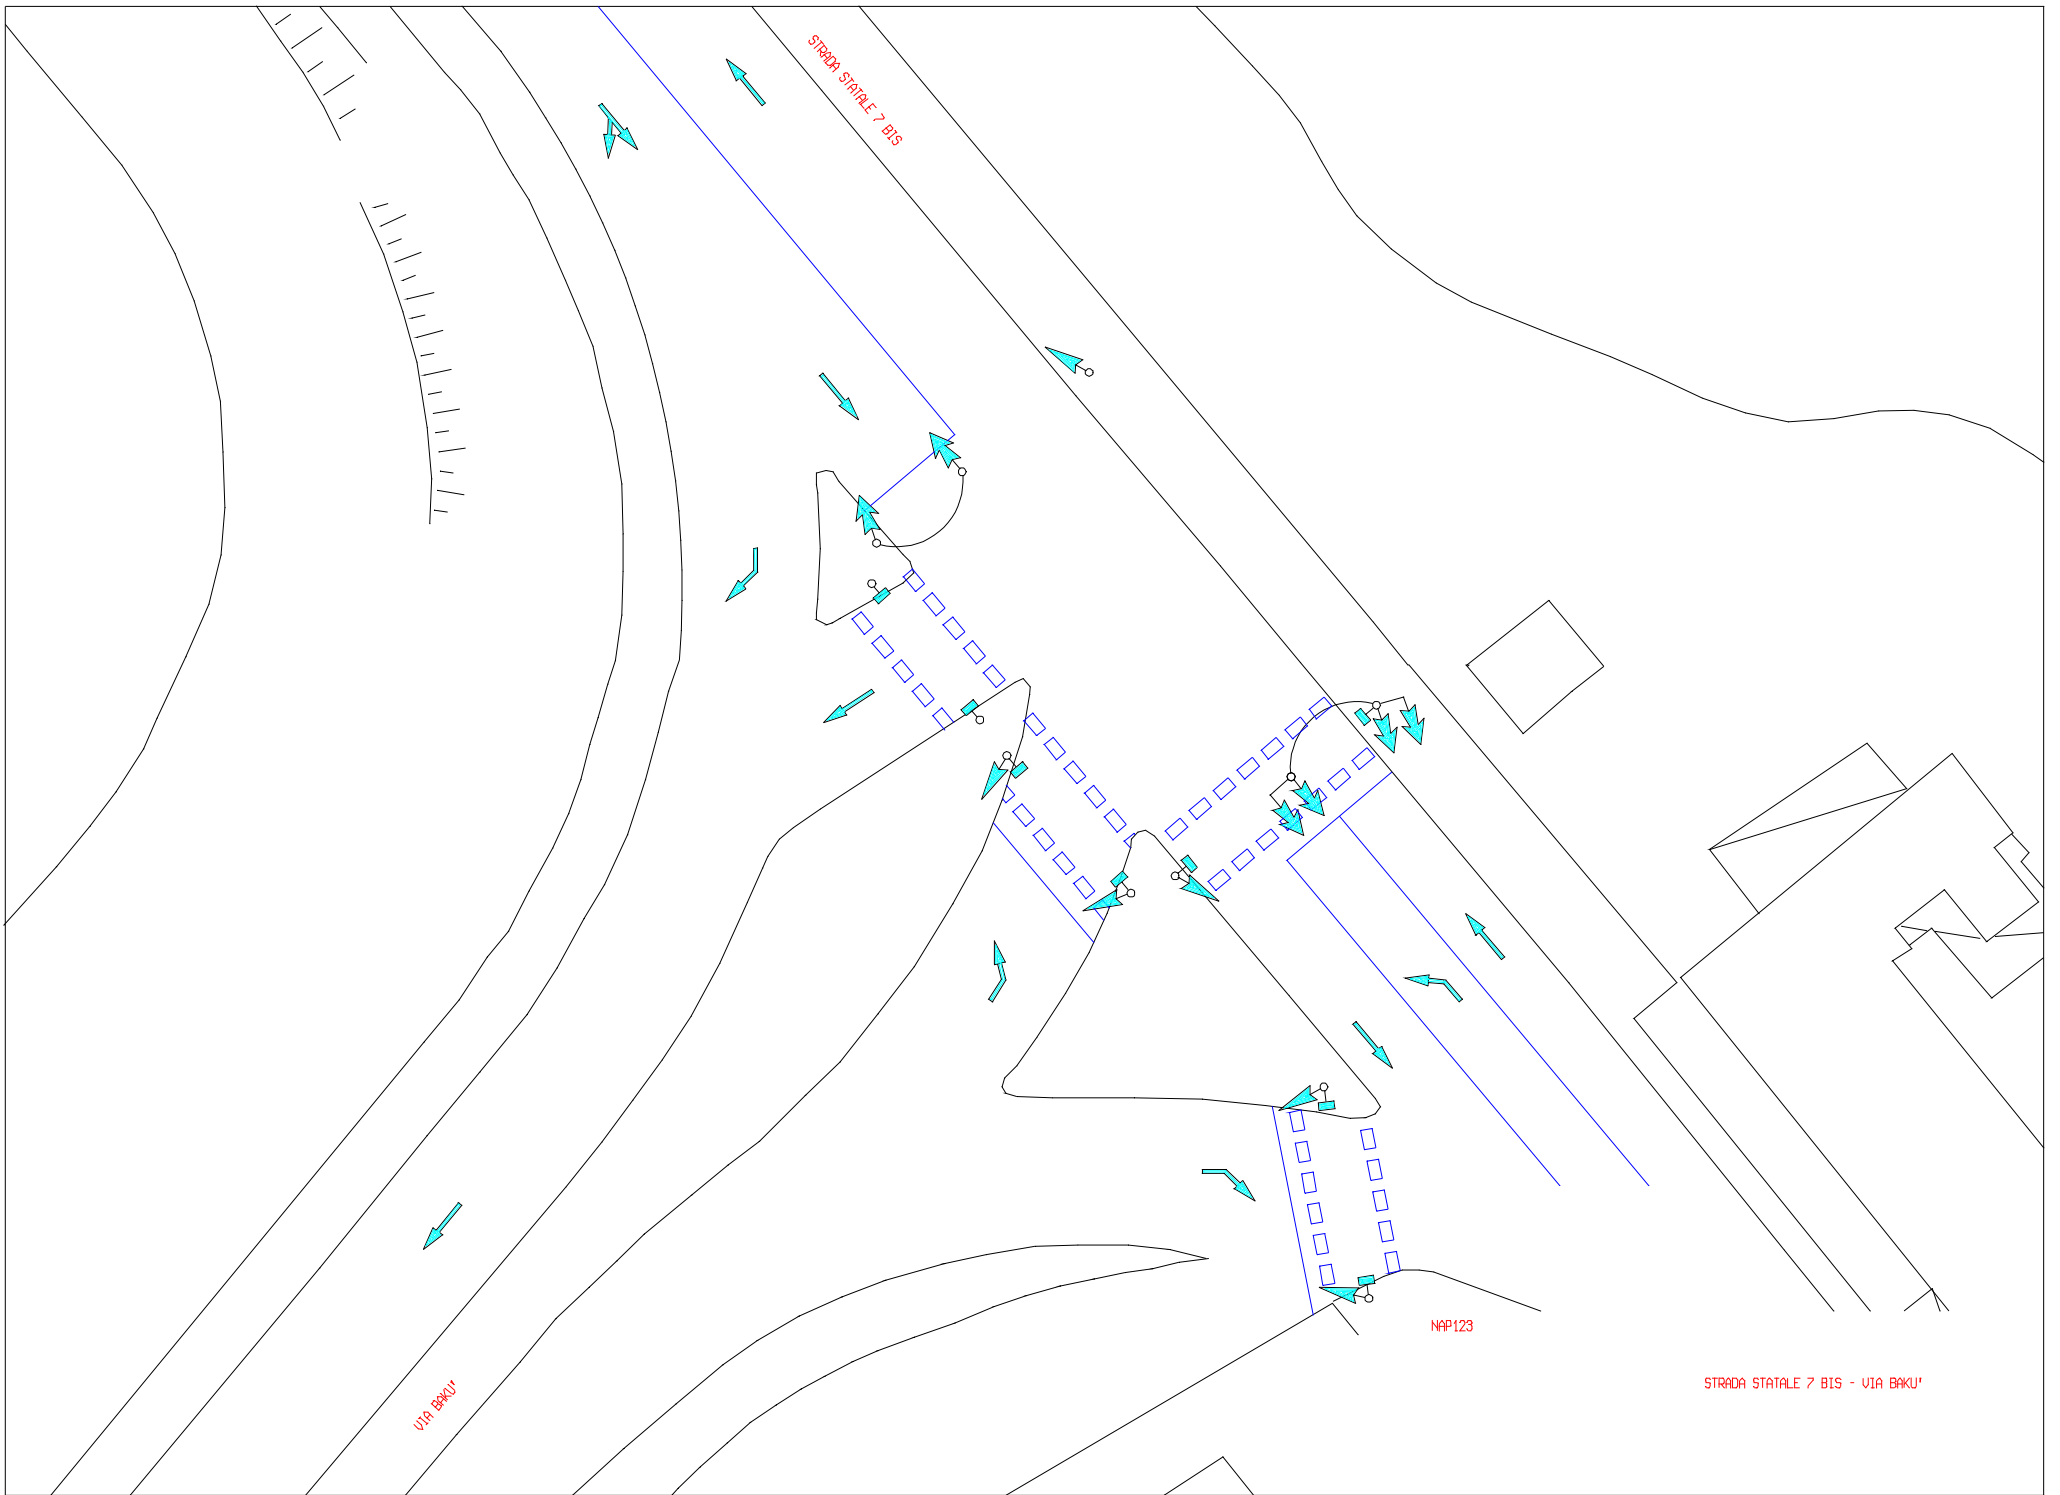 STRADA STATALE 7 BIS
NAP123
STRADA STATALE 7 BIS - VIA BAKU'
VIA BAKU'